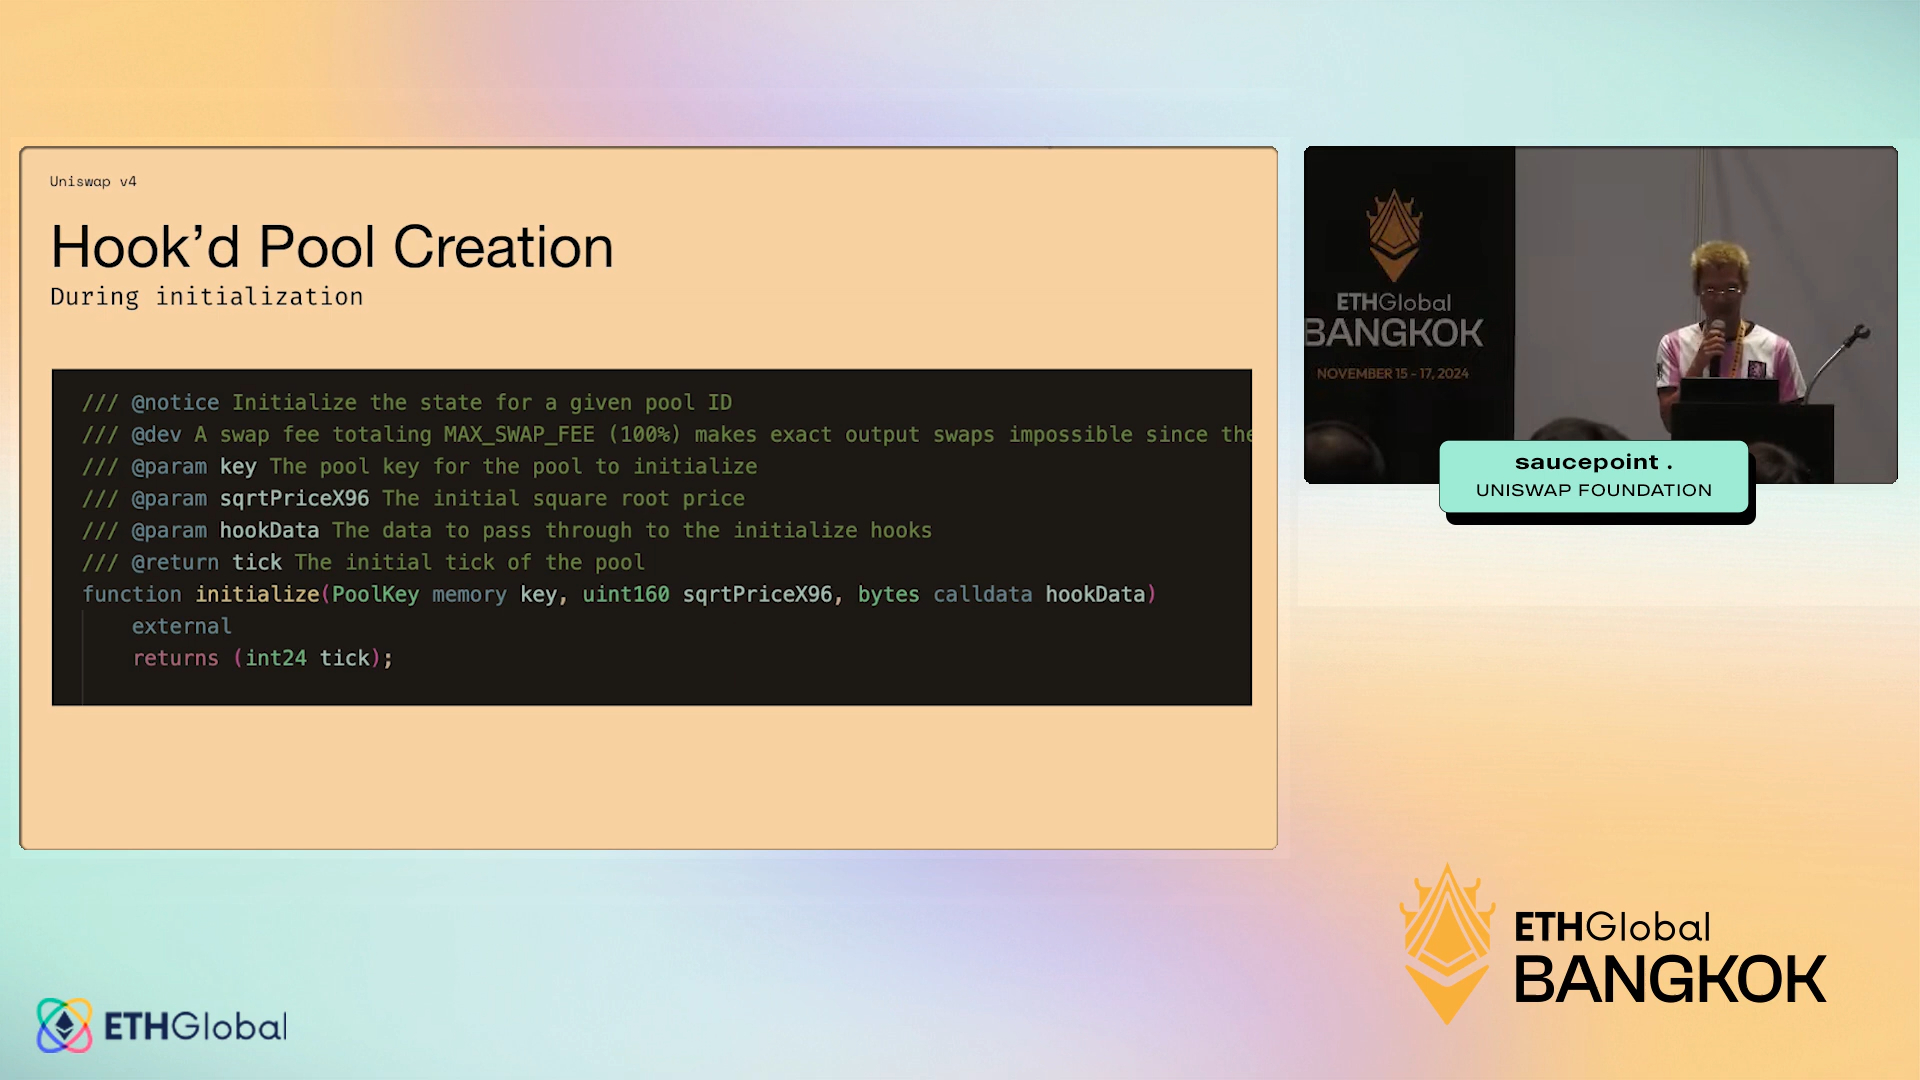 Uniswap v4
Hook’d Pool Creation
During initialization
/// @notice Initialize the state for a given pool ID
/// @dev A swap fee totaling MAX_SWAP_FEE (100%) makes exact output swaps impossible since the
/// @param key The pool key for the pool to initialize
/// @param sqrtPriceX96 The initial square root price
/// @param hookData The data to pass through to the initialize hooks
/// @return tick The initial tick of the pool
function initialize(PoolKey memory key, uint160 sqrtPriceX96, bytes calldata hookData)
external
returns (int24 tick);
ETHGlobal
BANGKOK
NOVEMBER 15 - 17, 2024
saucepoint .
UNISWAP FOUNDATION
ETHGlobal
BANGKOK
ETHGlobal